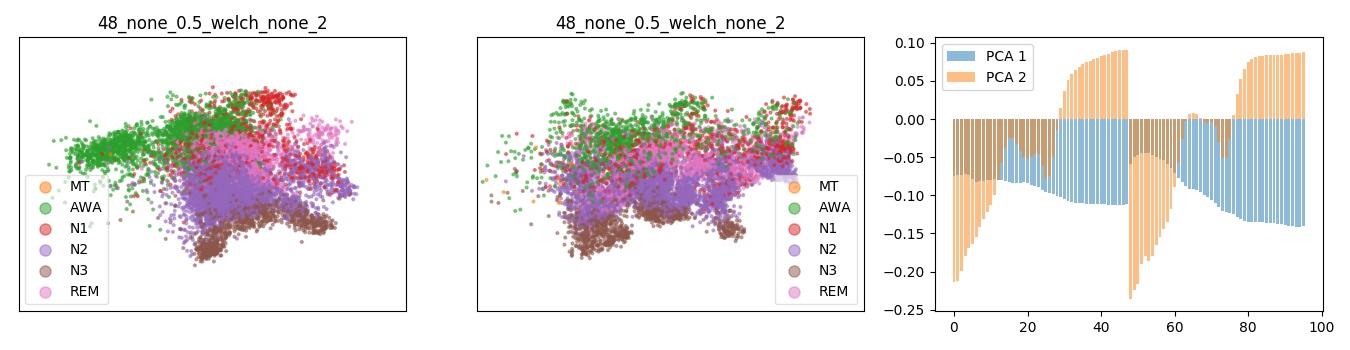 48_none_0.5_welch_none_2
MT
AWA
N1
N2
N3
REM
48_none_0.5_welch_none_2
MT
AWA
N1
N2
N3
REM
PCA 1
PCA 2
0.10
0.05
0.00
−0.05
−0.10
−0.15
−0.20
−0.25
0 20 40 60 80 100